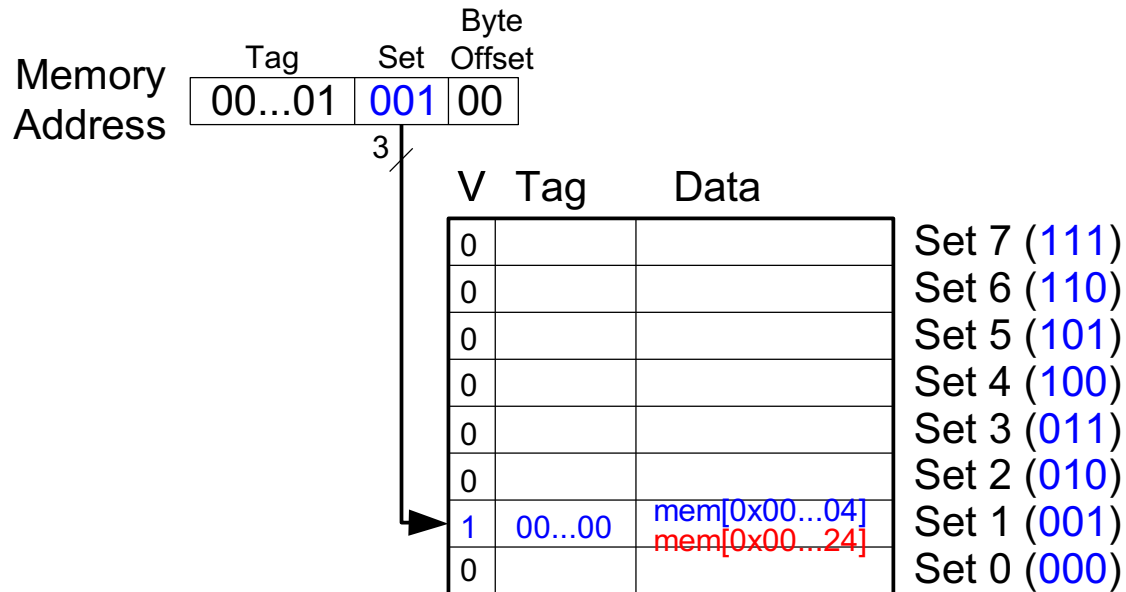 Byte
Tag Set Offset
Memory Address
00...01 001 00
3
V Tag Data
0 Set 7 (111)
0 Set 6 (110)
0 Set 5 (101)
0 Set 4 (100)
0 Set 3 (011)
0 Set 2 (010)
1 00...00 mem[0x00...04] Set 1 (001)
mem[0x00...24]
0 Set 0 (000)